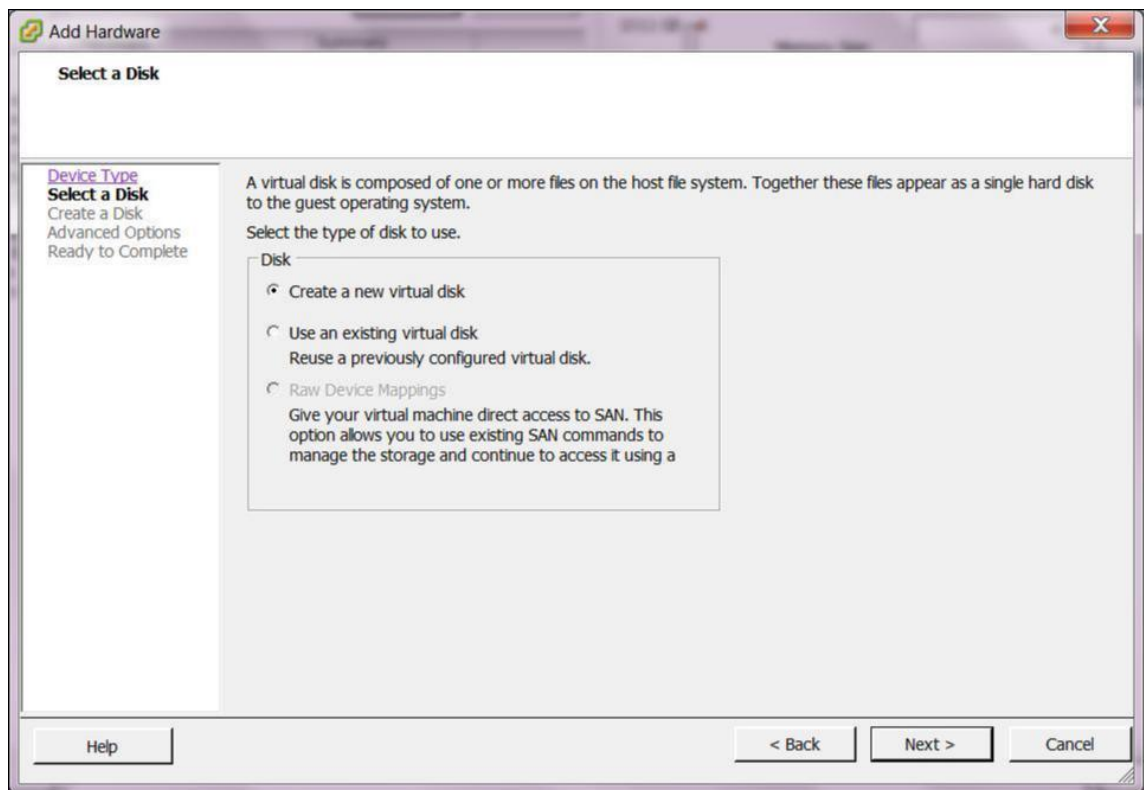 Add Hardware
Select a Disk
Device Type
Select a Disk
Create a Disk
Advanced Options
Ready to Complete
A virtual disk is composed of one or more files on the host file system. Together these files appear as a single hard disk
to the guest operating system.
Select the type of disk to use.
Disk
Create a new virtual disk
Use an existing virtual disk
Reuse a previously configured virtual disk.
Raw Device Mappings
Give your virtual machine direct access to SAN. This
option allows you to use existing SAN commands to
manage the storage and continue to access it using a
Help
< Back
Next >
Cancel